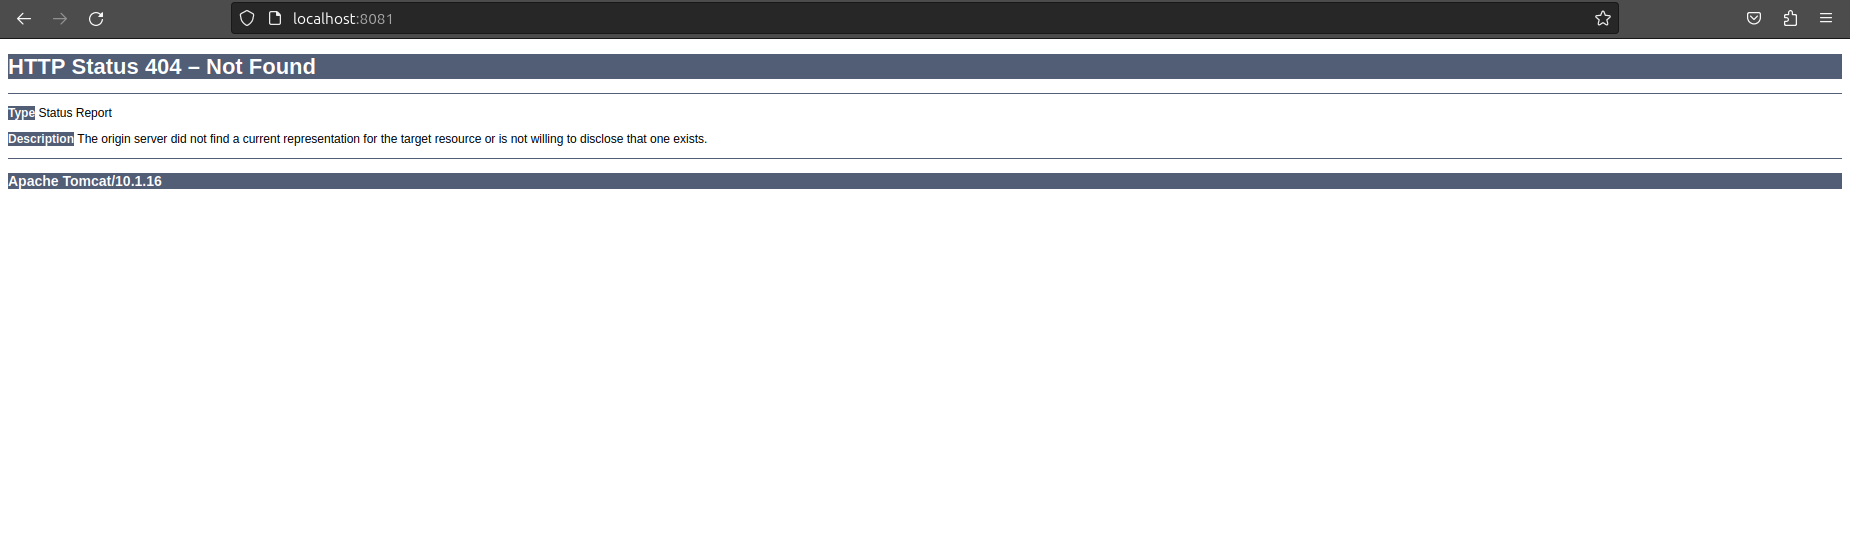 localhost:8081
HTTP Status 404 – Not Found
Type Status Report
Description The origin server did not find a current representation for the target resource or is not willing to disclose that one exists.
Apache Tomcat/10.1.16